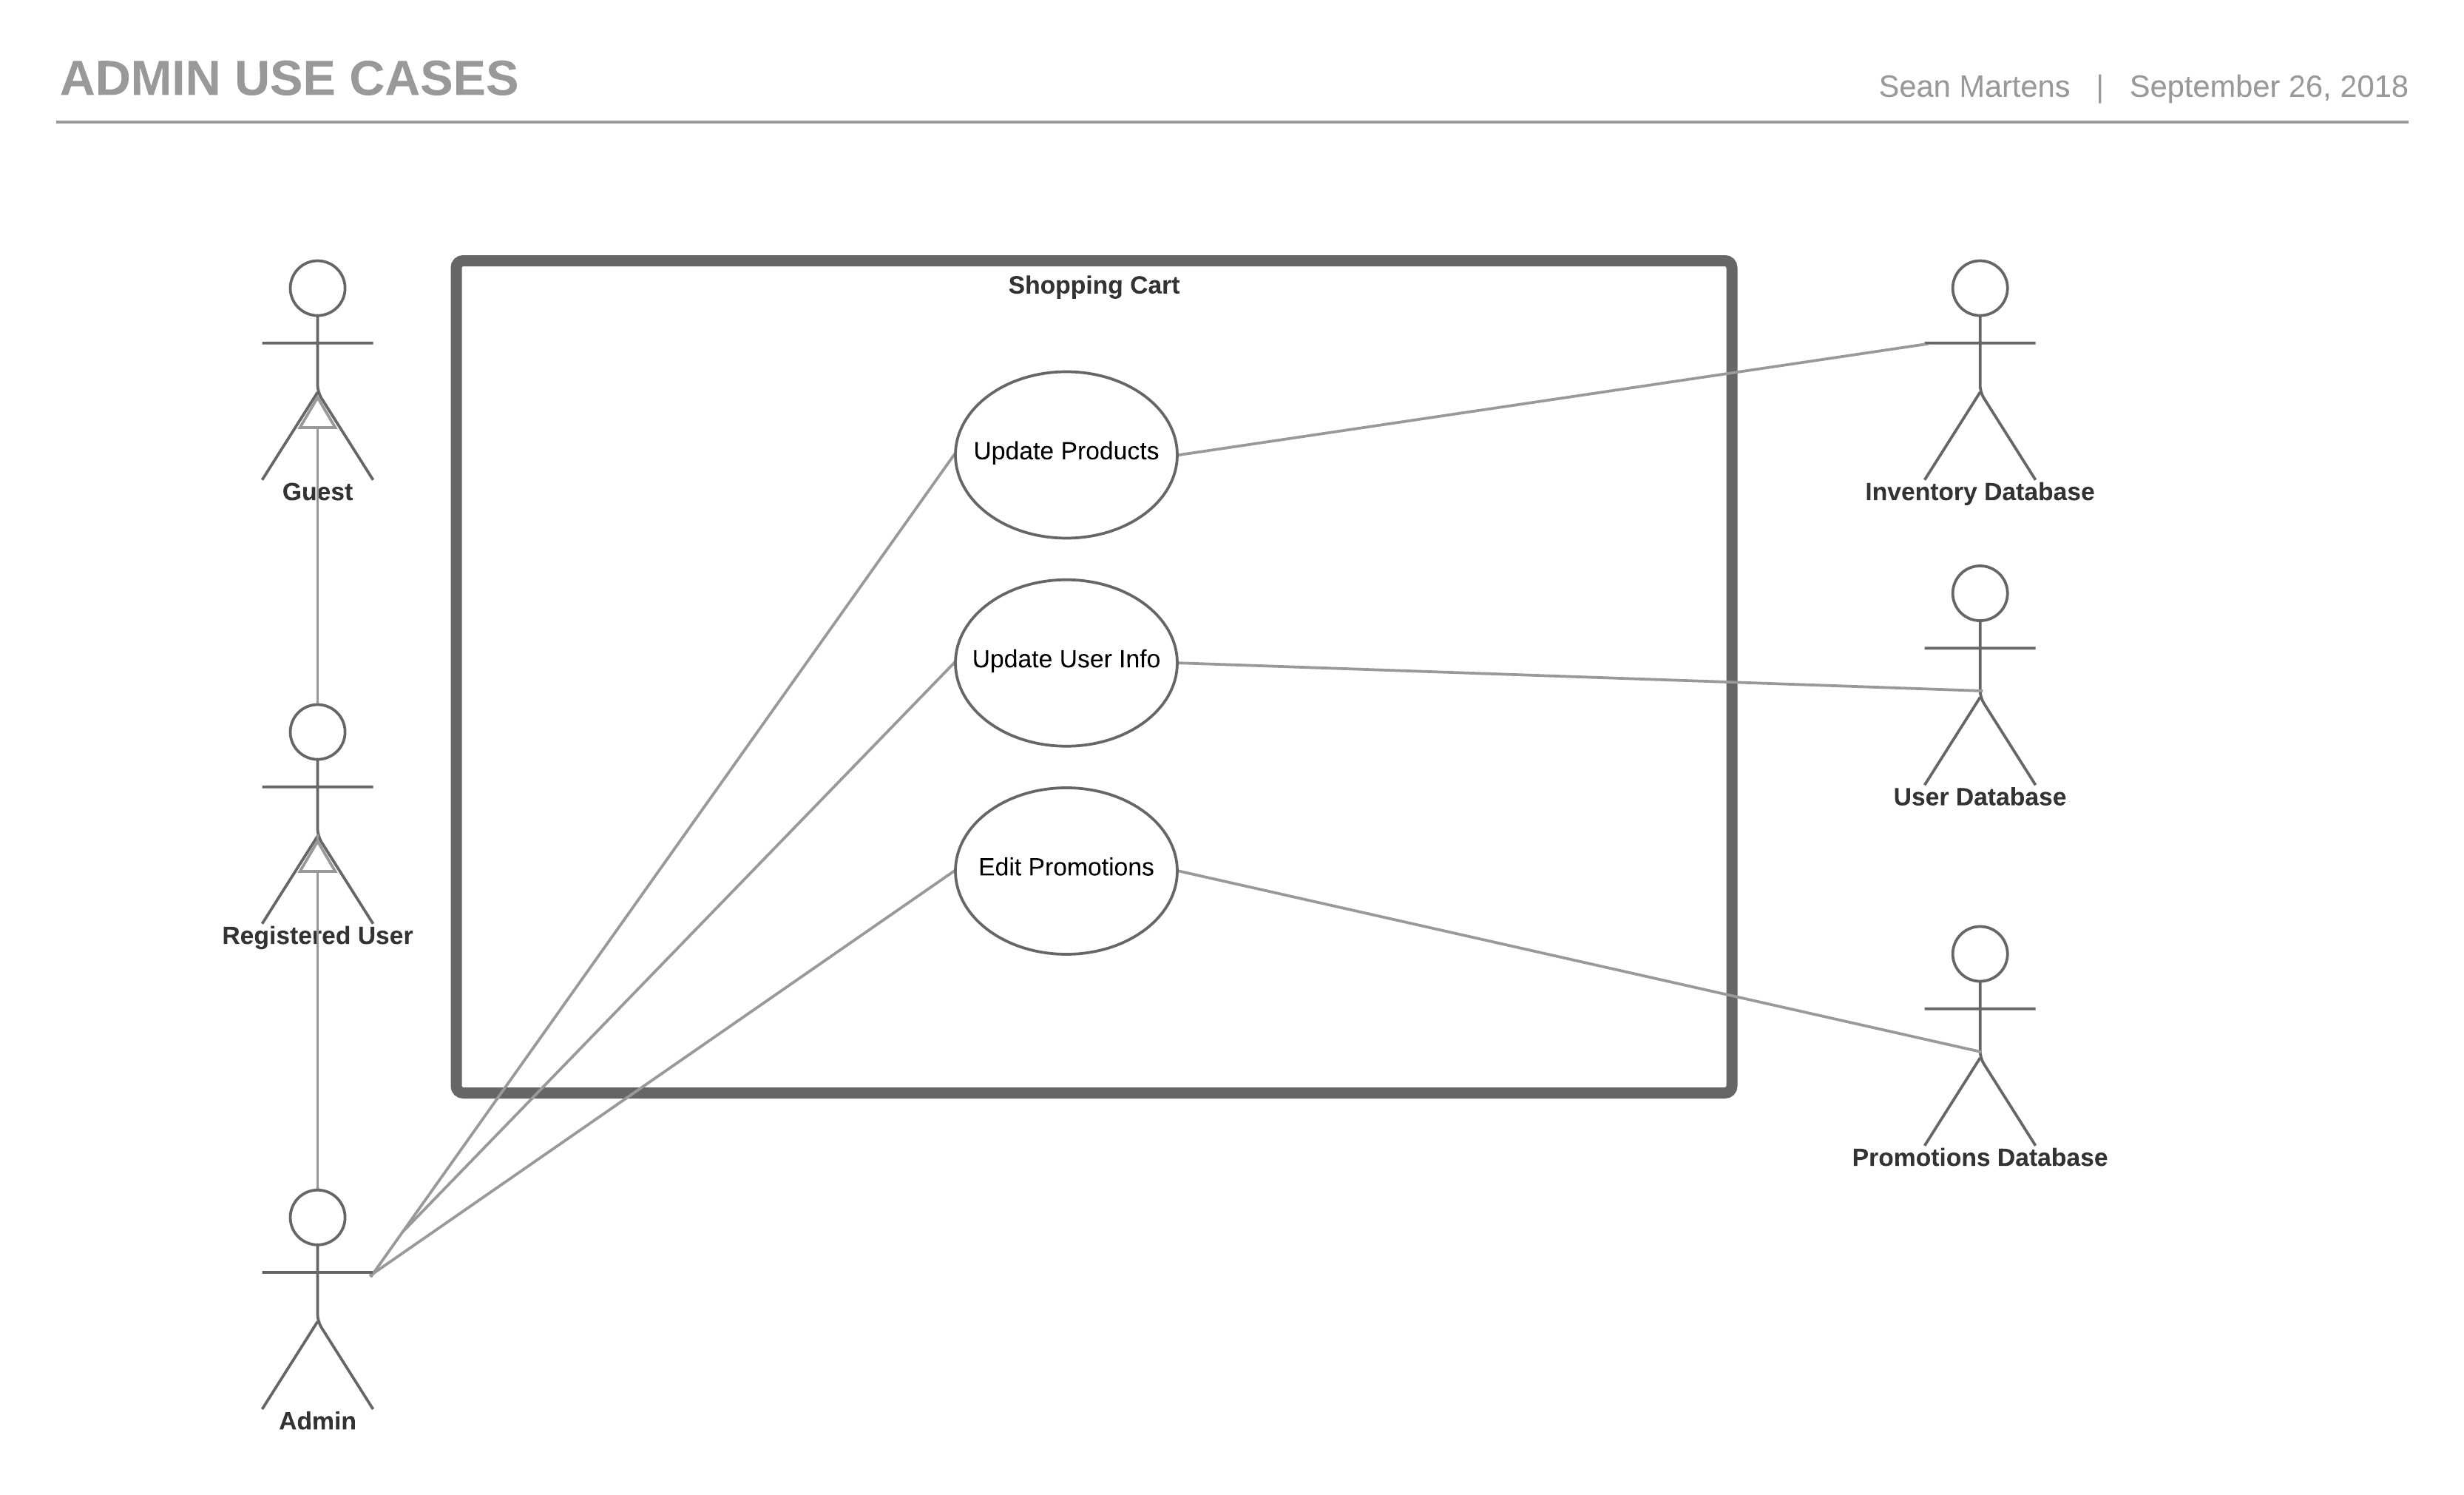 ADMIN USE CASES
Sean Martens | September 26, 2018
Shopping Cart
Update Products
Guest
Inventory Database
Update User Info
User Database
Edit Promotions
Registered User
Promotions Database
Admin